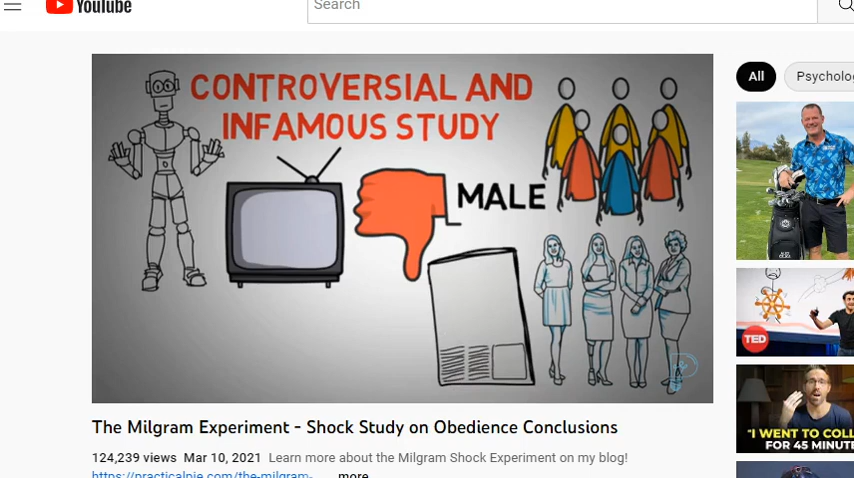 YouTube
Search
CONTROVERSIAL AND
INFAMOUS STUDY
MALE
All
Psycholo
TED
"I WENT TO COLL
FOR 45 MINUTE
The Milgram Experiment - Shock Study on Obedience Conclusions
124,239 views Mar 10, 2021 Learn more about the Milgram Shock Experiment on my blog!
https://practicalpie.com/the-milgram- ...more